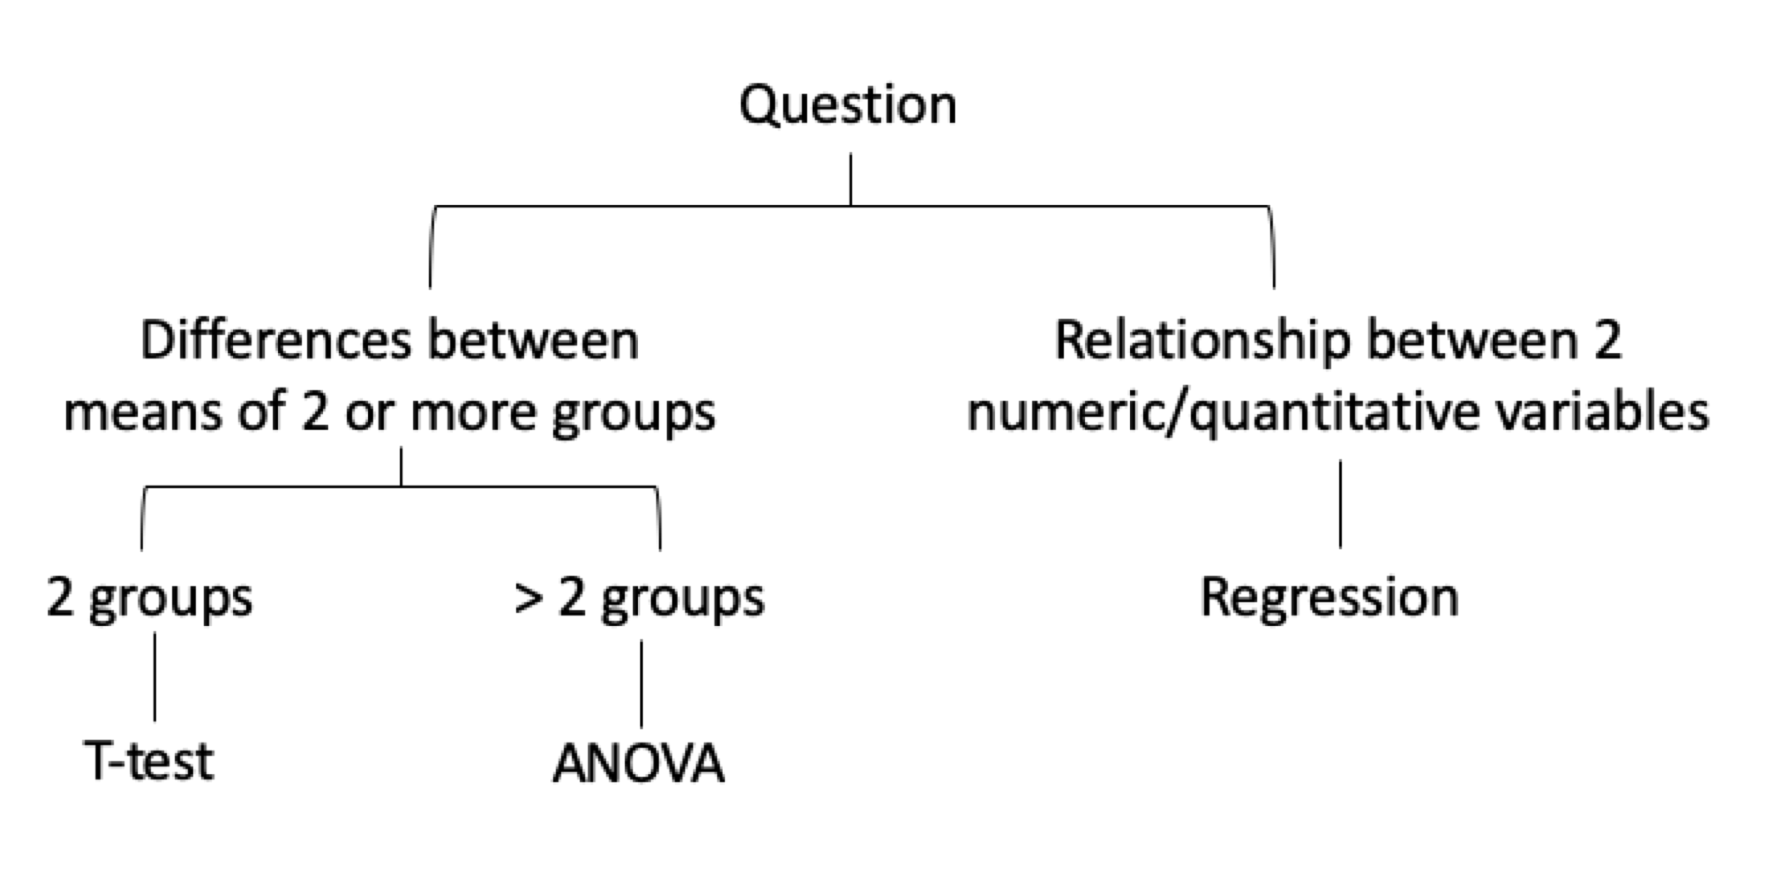 Question
Differences between
means of 2 or more groups
Relationship between 2
numeric/quantitative variables
2 groups
> 2 groups
Regression
T-test
ANOVA